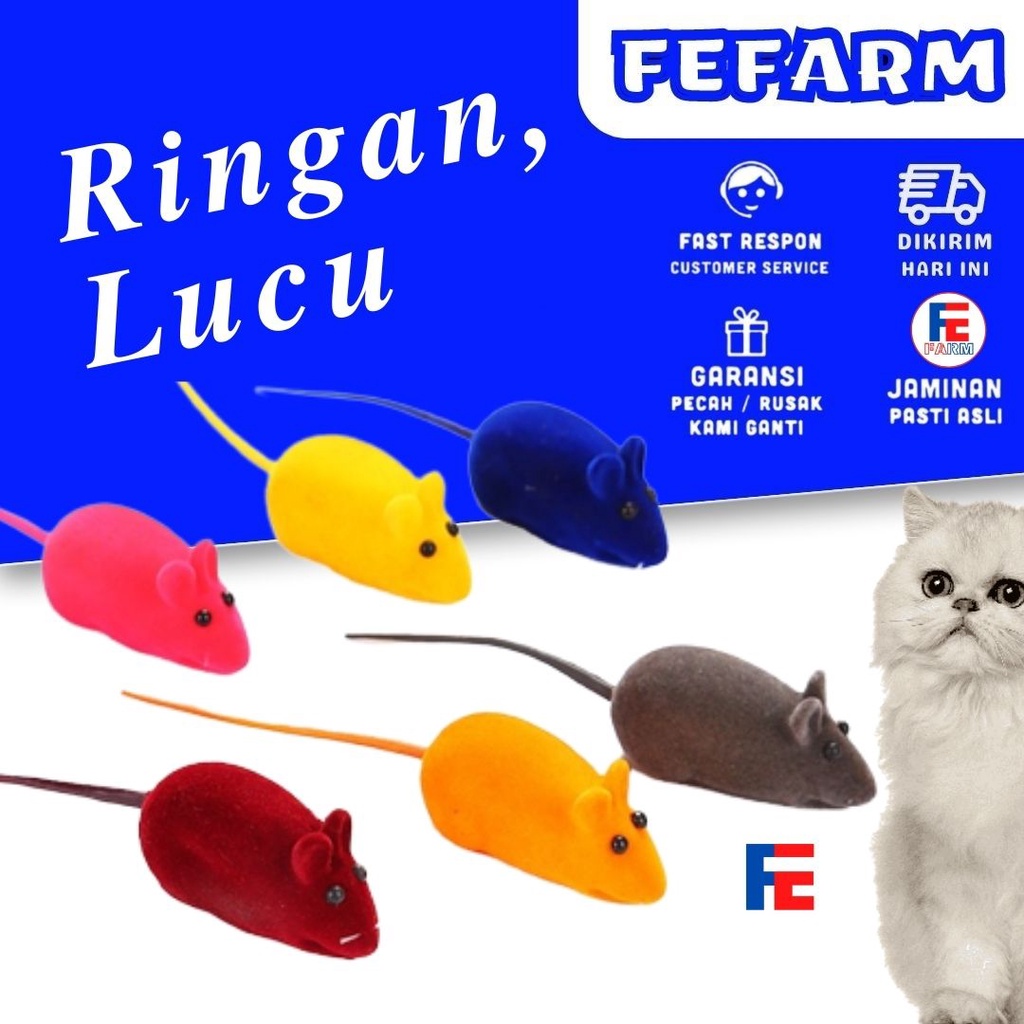 FEFARM
Ringan,
Lucu
FAST RESPON
CUSTOMER SERVICE
DIKIRIM
HARI INI
GARANSI
PECAH / RUSAK
KAMI GANTI
FE
FARM
JAMINAN
PASTI ASLI
FE